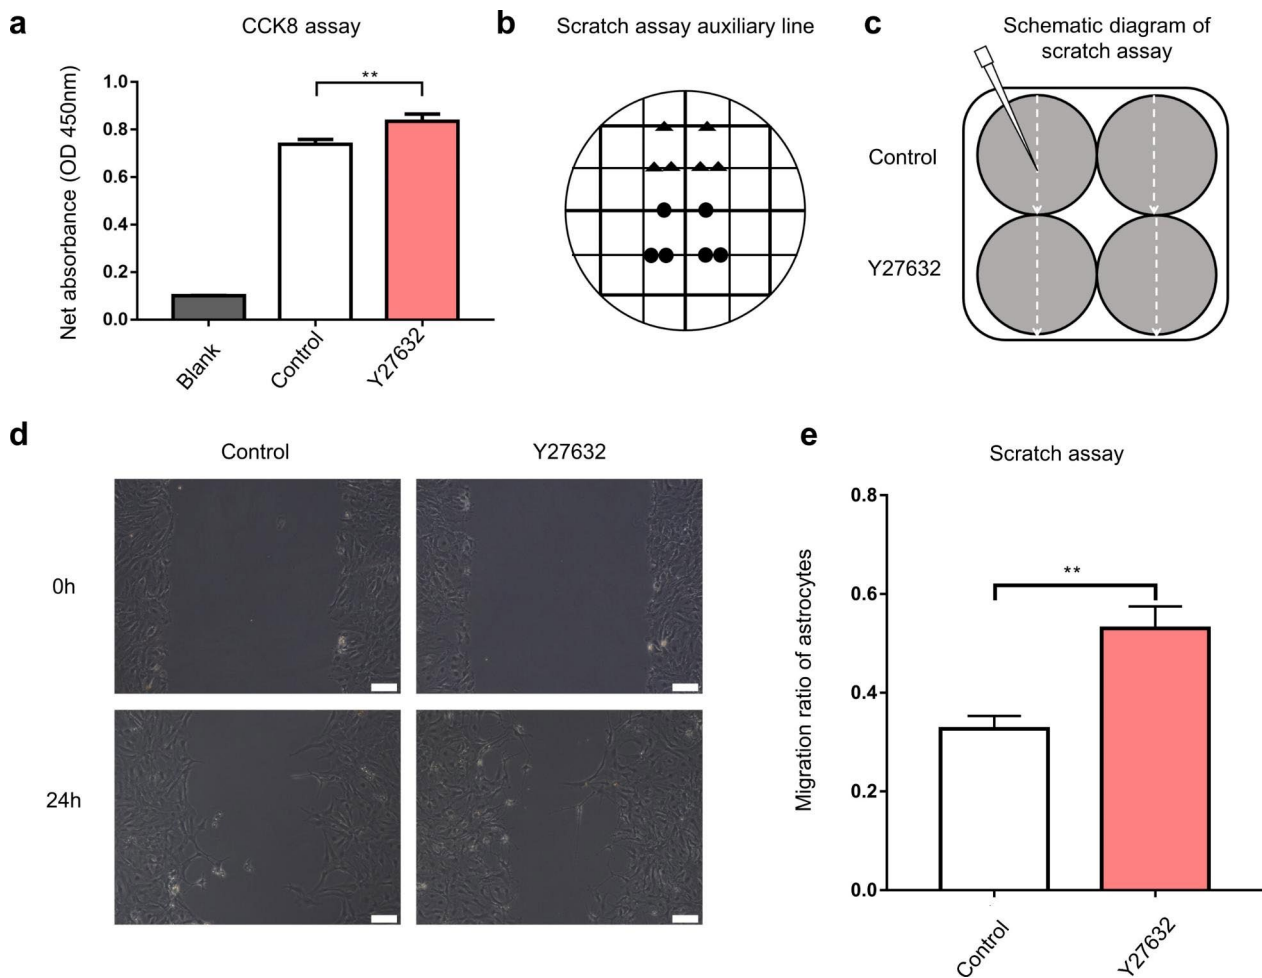 a
CCK8 assay
Net absorbance (OD 450nm)
1.0
0.8
0.6
0.4
0.2
0.0
**
Blank
Control
Y27632
b
Scratch assay auxiliary line
c
Schematic diagram of
scratch assay
Control
Y27632
d
Control
Y27632
0h
24h
e
Scratch assay
Migration ratio of astrocytes
0.8
0.6
0.4
0.2
0.0
**
Control
Y27632